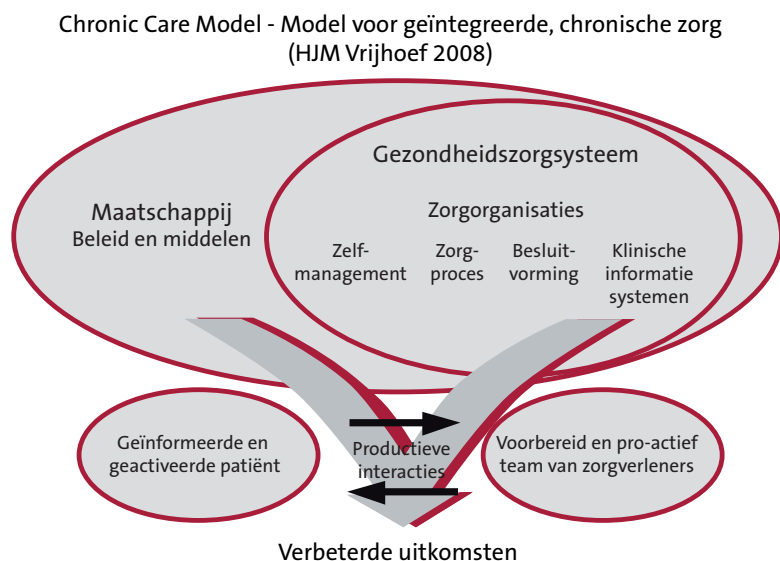 Chronic Care Model - Model voor geïntegreerde, chronische zorg
(HJM Vrijhoef 2008)
Gezondheidszorgsysteem
Maatschappij
Beleid en middelen
Zorgorganisaties
Zelf-
management
Zorg-
proces
Besluit-
vorming
Klinische
informatie
systemen
Geïnformeerde en
geactiveerde patiënt
Productieve
interacties
Voorbereid en pro-actief
team van zorgverleners
Verbeterde uitkomsten